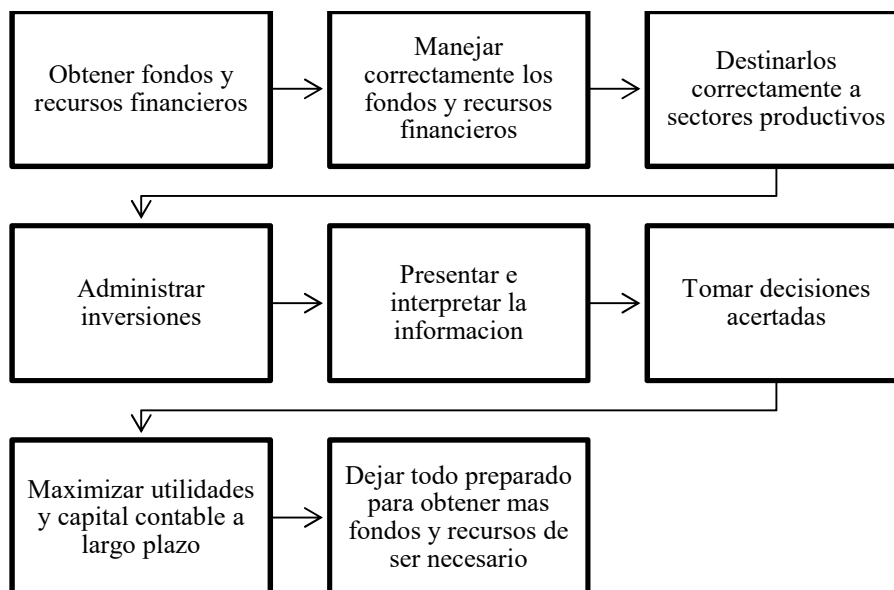 Obtener fondos y
recursos financieros
Manejar
correctamente los
fondos y recursos
financieros
Destinarlos
correctamente a
sectores productivos
Administrar
inversiones
Presentar e
interpretar la
informacion
Tomar decisiones
acertadas
Maximizar utilidades
y capital contable a
largo plazo
Dejar todo preparado
para obtener mas
fondos y recursos de
ser necesario